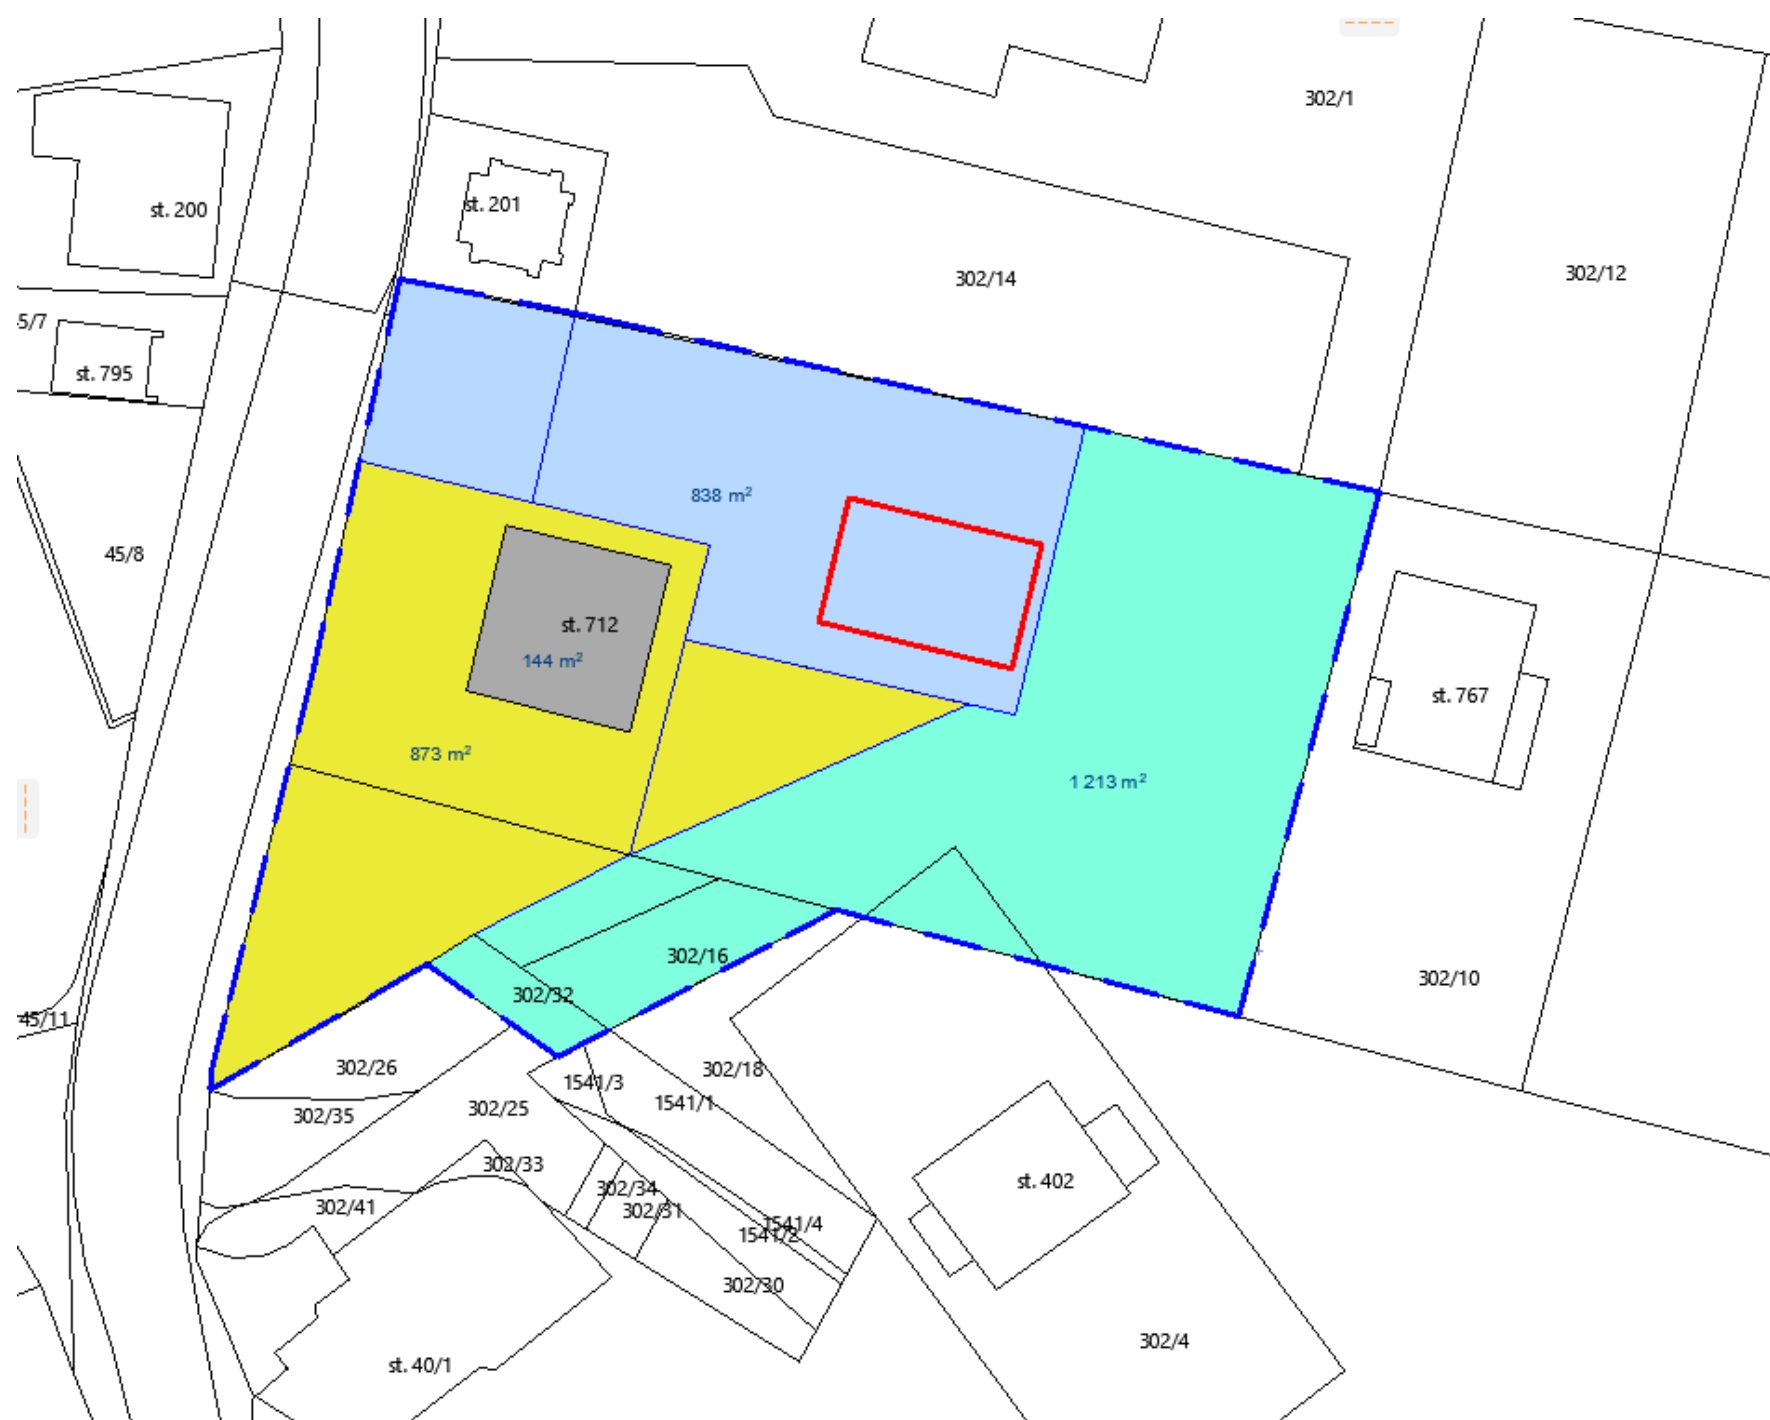 302/1
st. 200
st. 201
302/14
302/12
5/7
st. 795
838 m²
45/8
st. 712
144 m²
st. 767
873 m²
1 213 m²
302/16
302/10
302/32
45/11
302/26
302/18
1541/3
1541/1
302/35
302/25
302/33
302/34
302/41
302/31
st. 402
1541/4
1541/2
302/30
302/4
st. 40/1